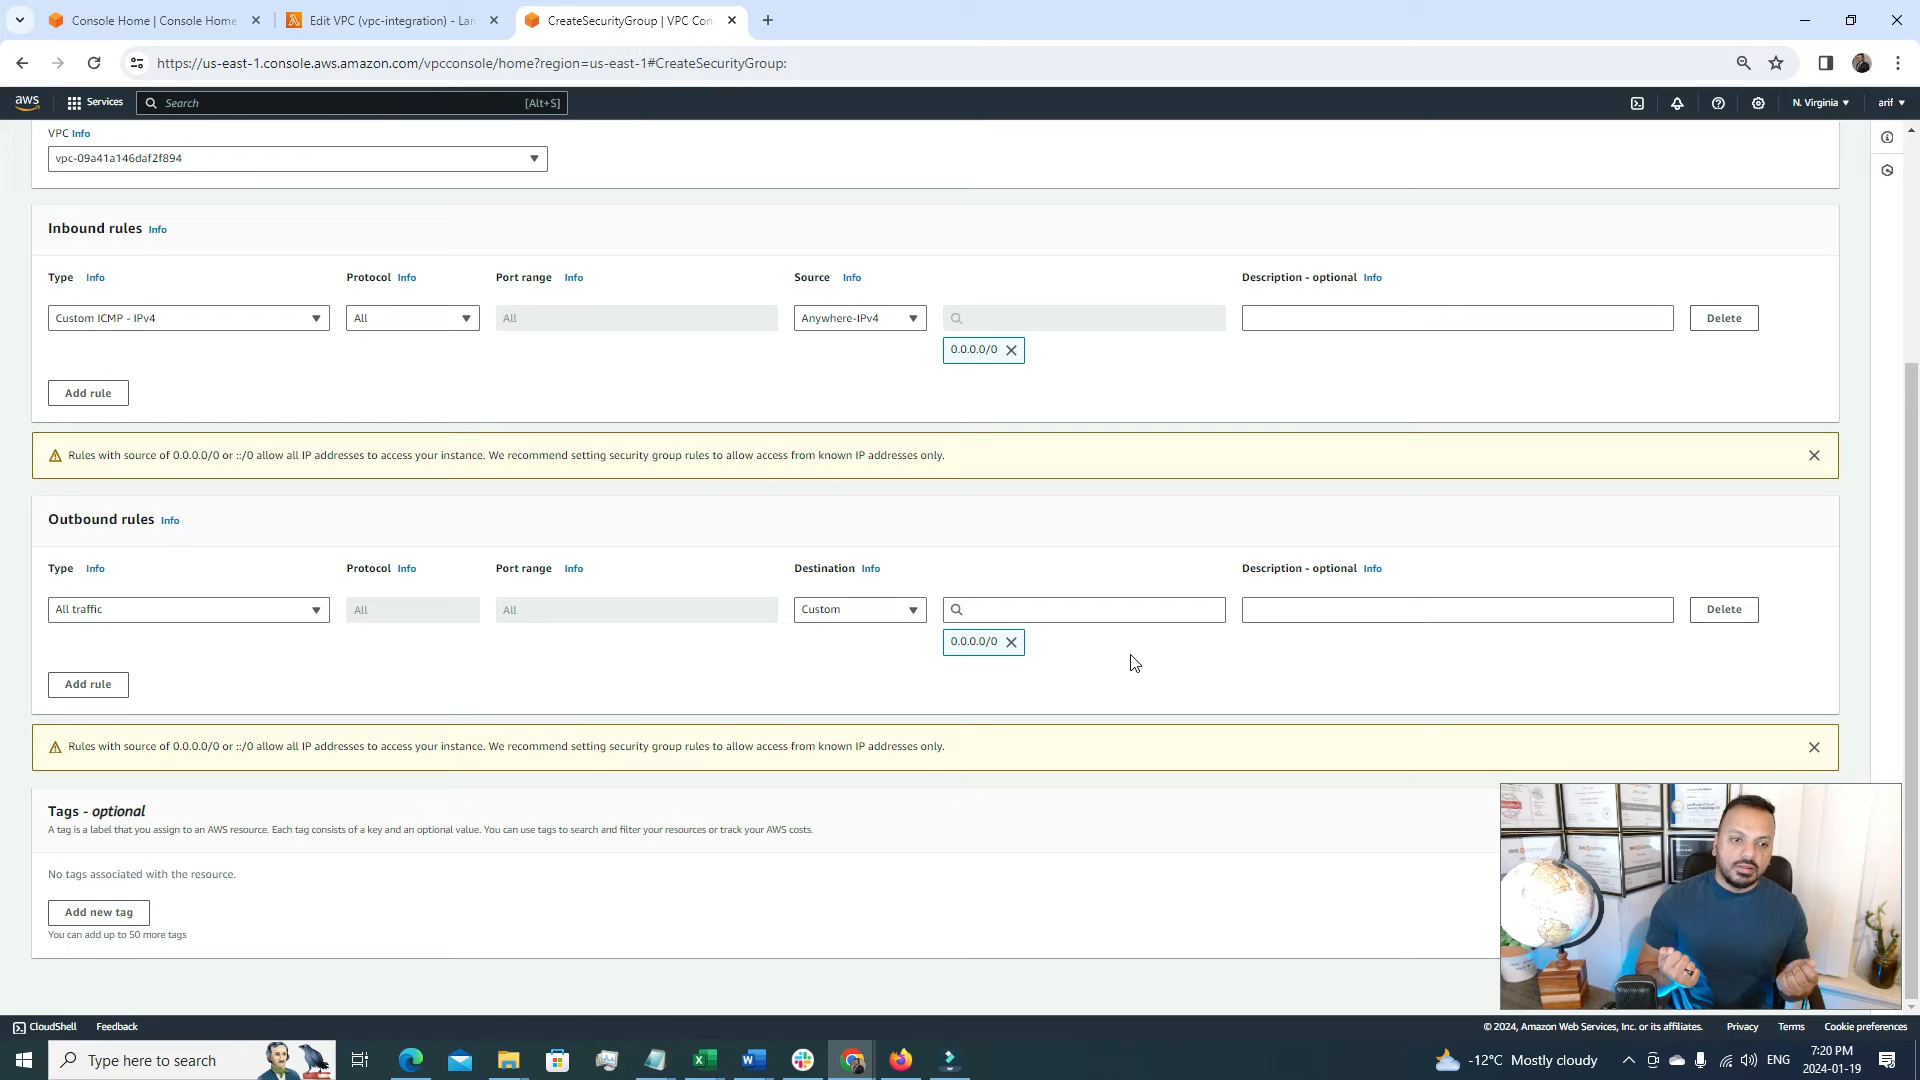 Console Home | Console Home
Edit VPC (vpc-integration) - Lan
CreateSecurityGroup | VPC Con
https://us-east-1.console.aws.amazon.com/vpcconsole/home?region=us-east-1#CreateSecurityGroup:
aws
Services
Search
[Alt+S]
N. Virginia
arif
VPC Info
vpc-09a41a146daf2f894
Inbound rules Info
Type Info
Protocol Info
Port range Info
Source Info
Description - optional Info
Custom ICMP - IPv4
All
All
Anywhere-IPv4
Delete
0.0.0.0/0
Add rule
Rules with source of 0.0.0.0/0 or ::/0 allow all IP addresses to access your instance. We recommend setting security group rules to allow access from known IP addresses only.
Outbound rules Info
Type Info
Protocol Info
Port range Info
Destination Info
Description - optional Info
All traffic
All
All
Custom
Delete
0.0.0.0/0
Add rule
Rules with source of 0.0.0.0/0 or ::/0 allow all IP addresses to access your instance. We recommend setting security group rules to allow access from known IP addresses only.
Tags - optional
A tag is a label that you assign to an AWS resource. Each tag consists of a key and an optional value. You can use tags to search and filter your resources or track your AWS costs.
No tags associated with the resource.
Add new tag
You can add up to 50 more tags
CloudShell
Feedback
© 2024, Amazon Web Services, Inc. or its affiliates.
Privacy
Terms
Cookie preferences
Type here to search
-12°C Mostly cloudy
ENG
7:20 PM
2024-01-19